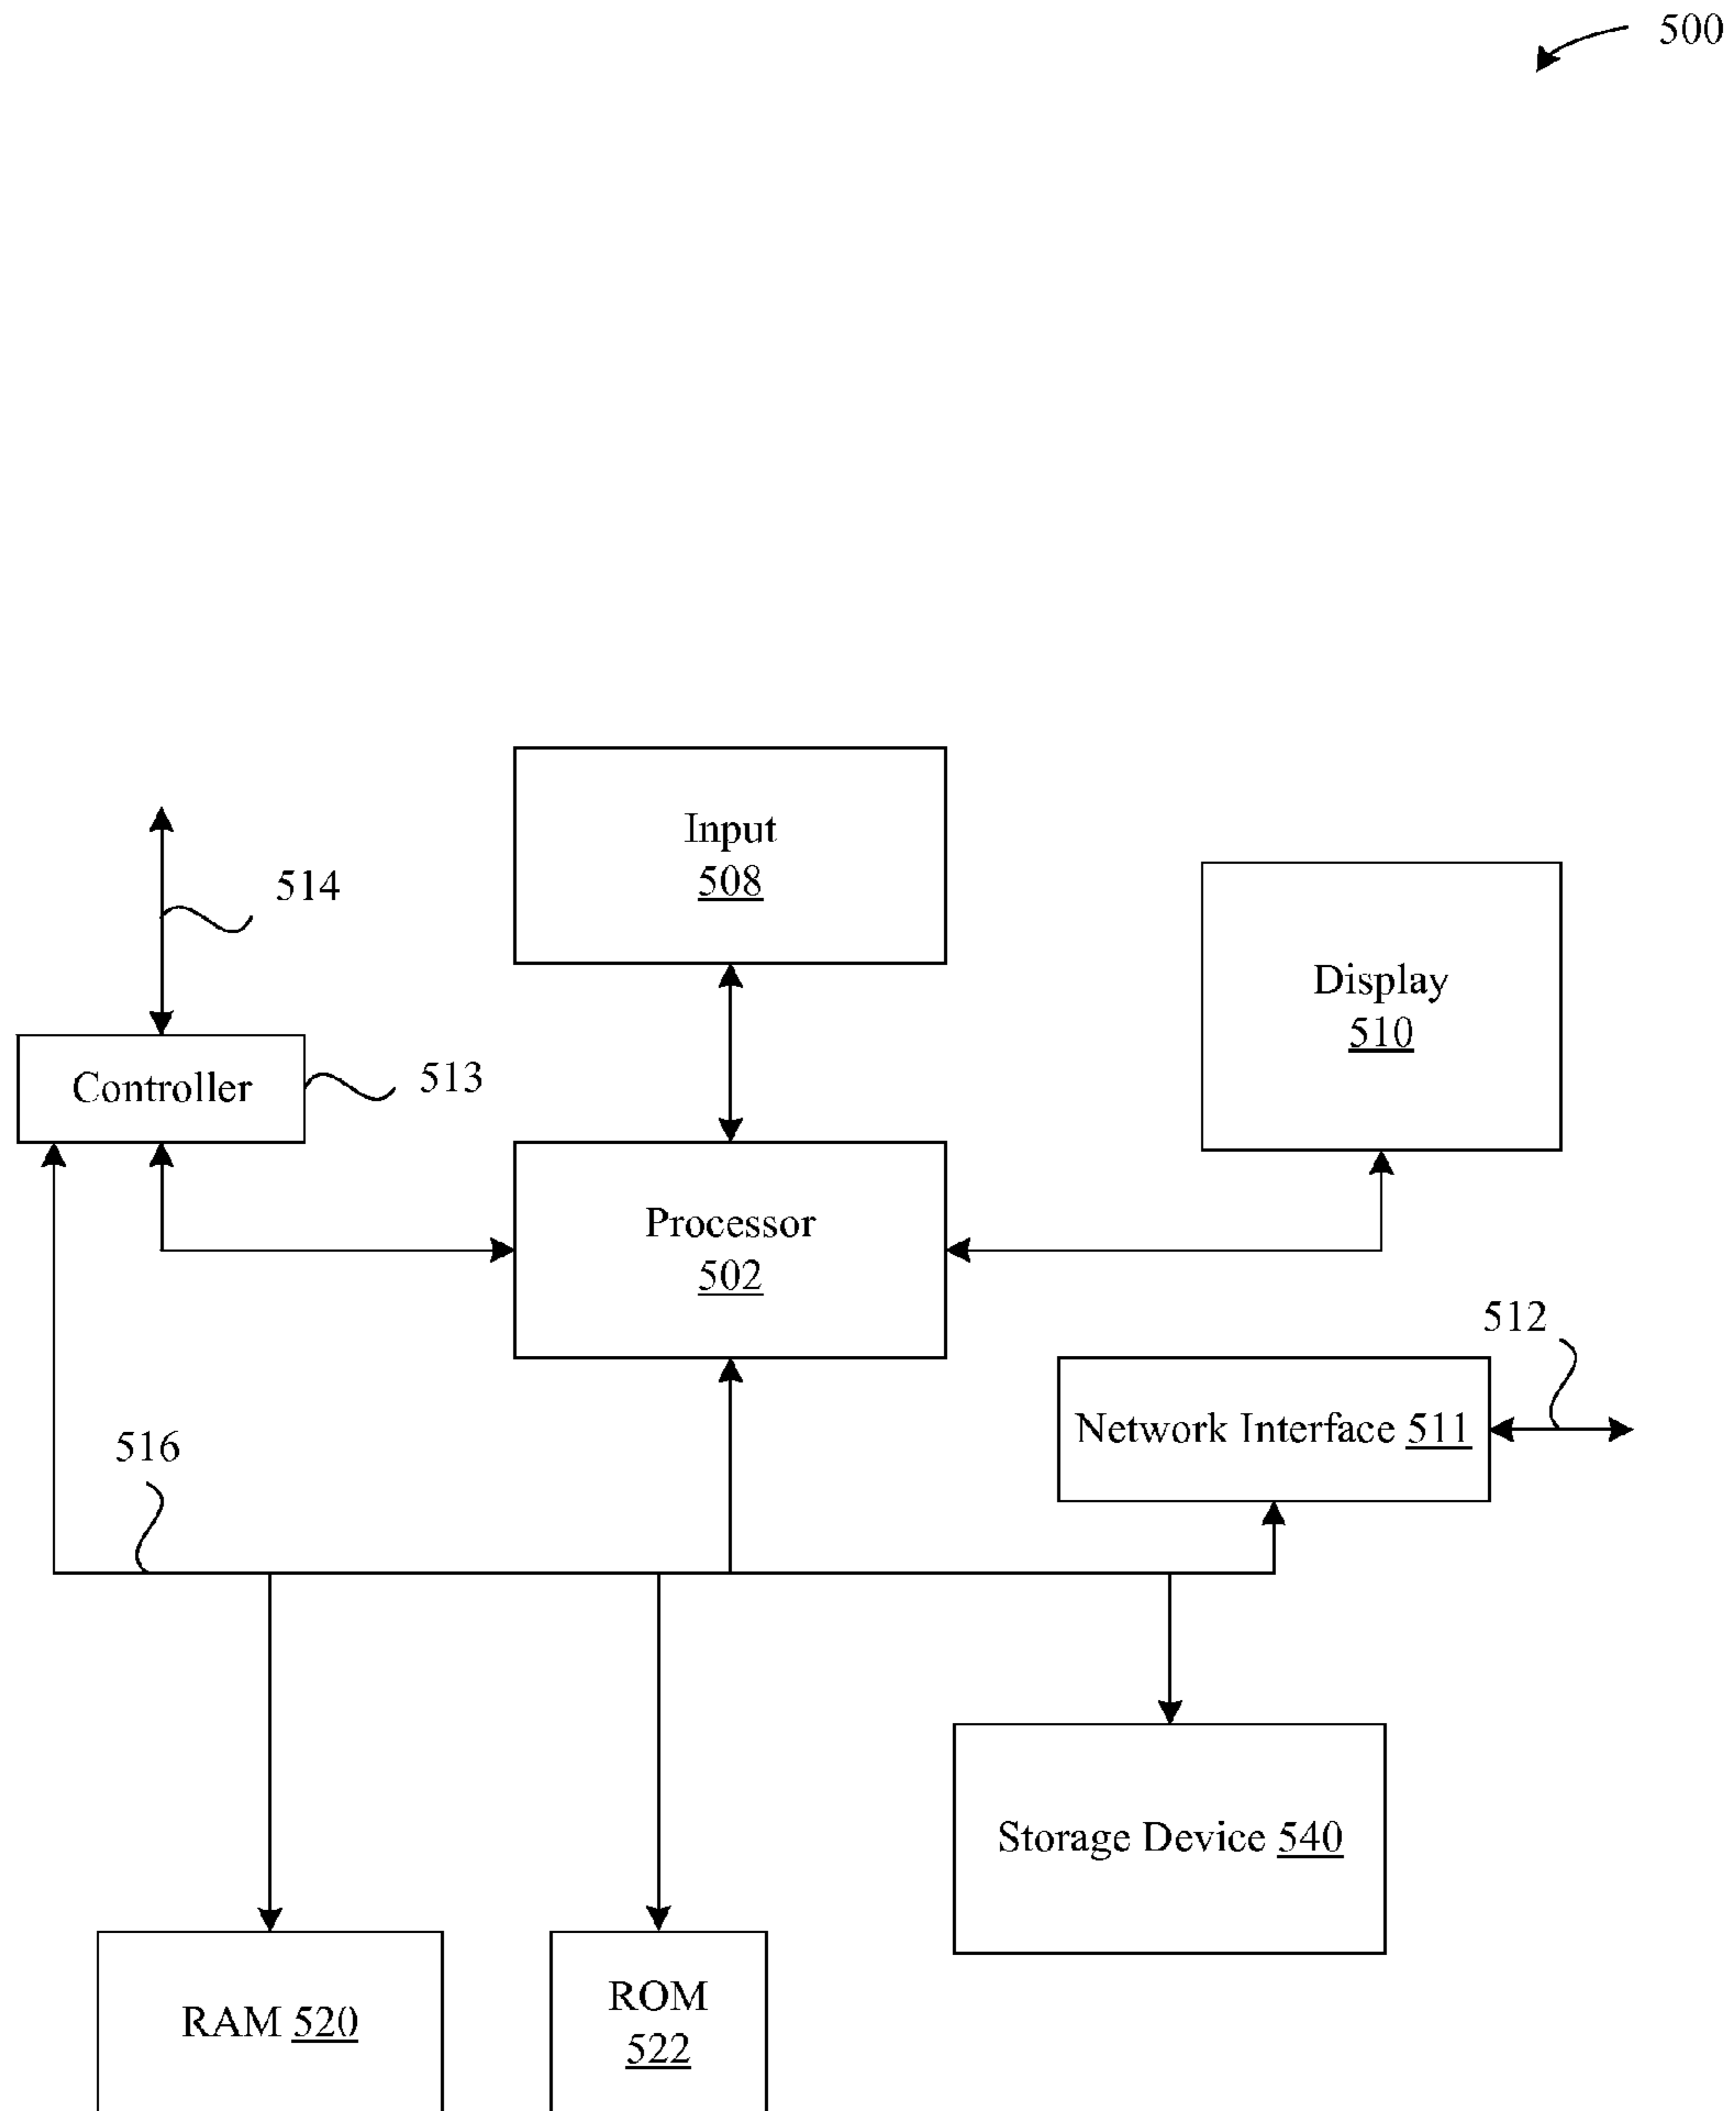 500
Input
508
514
Display
510
Controller
513
Processor
502
512
Network Interface 511
516
Storage Device 540
RAM 520
ROM
522